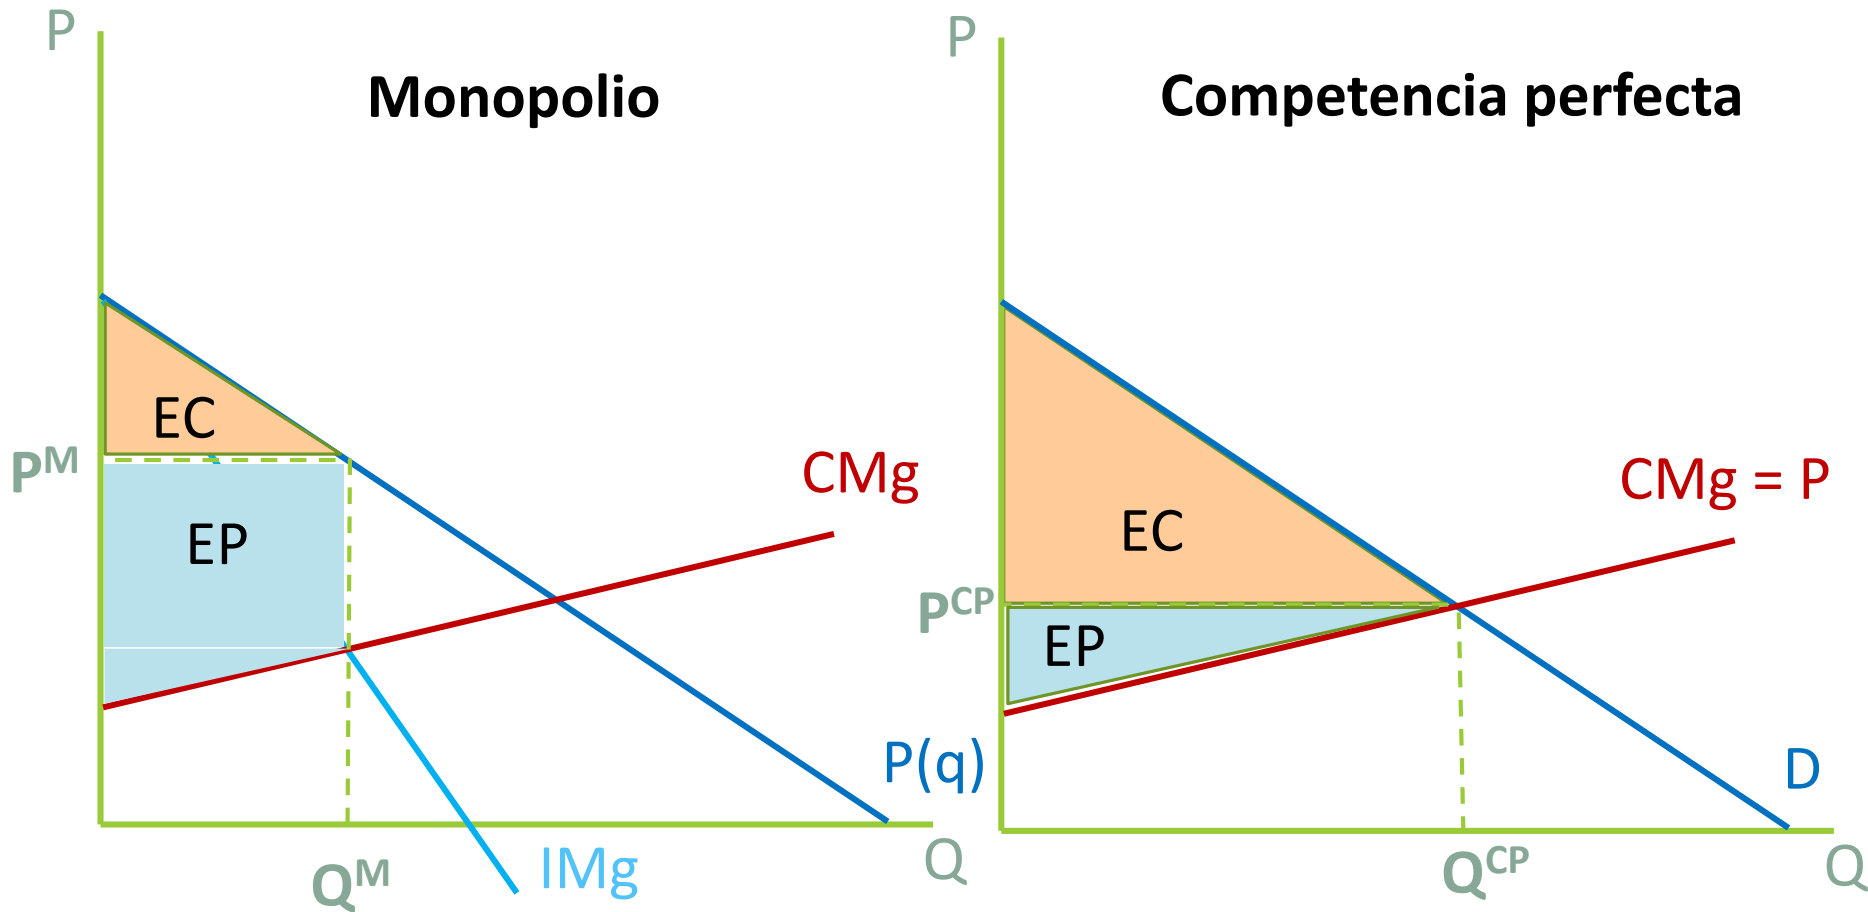 P
Monopolio
EC
P^M
EP
CMg
P(q)
Q
IMg
Q^M
P
Competencia perfecta
CMg = P
EC
P^CP
EP
D
Q^CP
Q